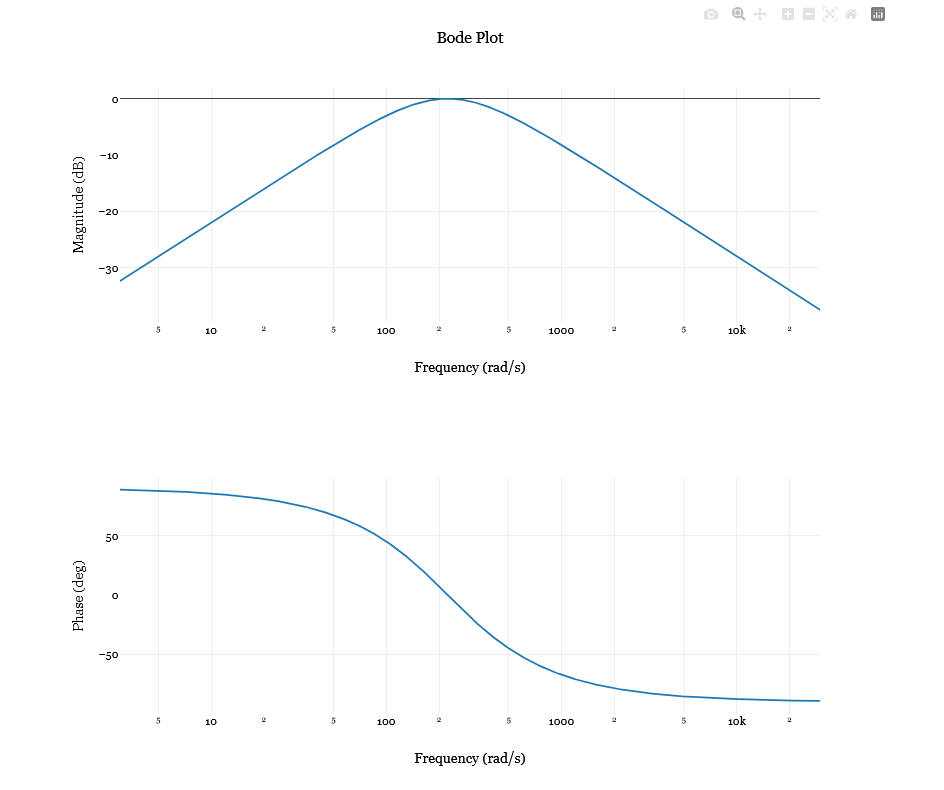 Bode Plot
0
−10
−20
−30
Magnitude (dB)
5 10 2 5 100 2 5 1000 2 5 10k 2
Frequency (rad/s)
50
0
−50
Phase (deg)
5 10 2 5 100 2 5 1000 2 5 10k 2
Frequency (rad/s)